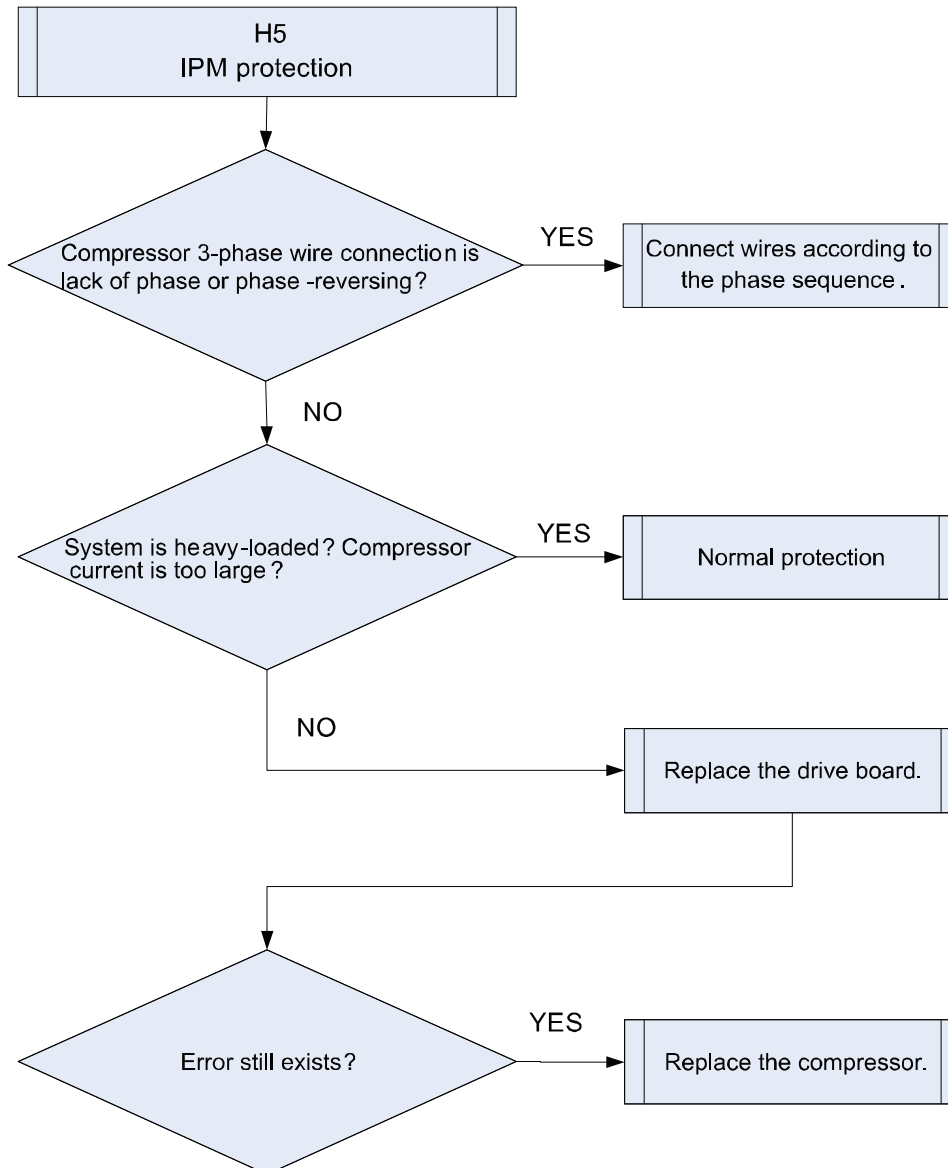 H5
IPM protection
Compressor 3-phase wire connection is
lack of phase or phase -reversing?
YES
Connect wires according to
the phase sequence.
NO
System is heavy-loaded? Compressor
current is too large?
YES
Normal protection
NO
Replace the drive board.
Error still exists?
YES
Replace the compressor.